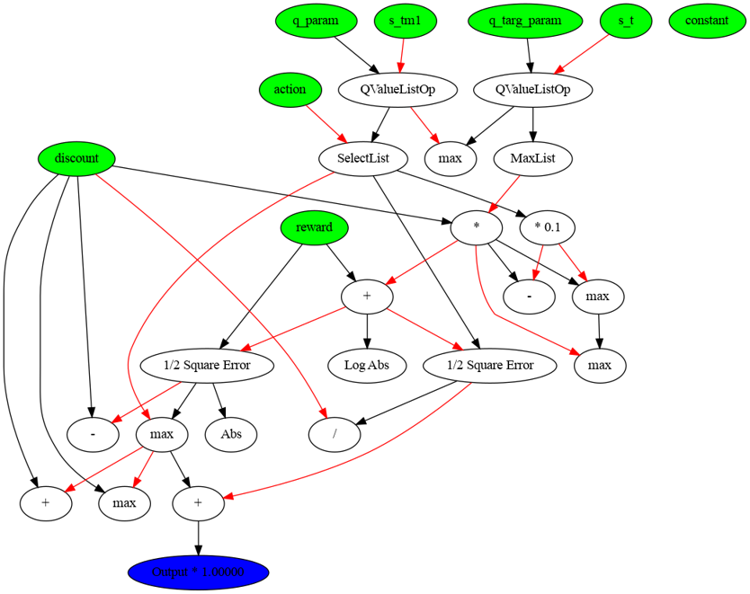 q_param
s_tm1
q_targ_param
s_t
constant
action
QValueListOp
QValueListOp
discount
SelectList
max
MaxList
reward
*
* 0.1
+
-
max
1/2 Square Error
Log Abs
1/2 Square Error
max
-
max
Abs
/
+
max
+
Output * 1.00000